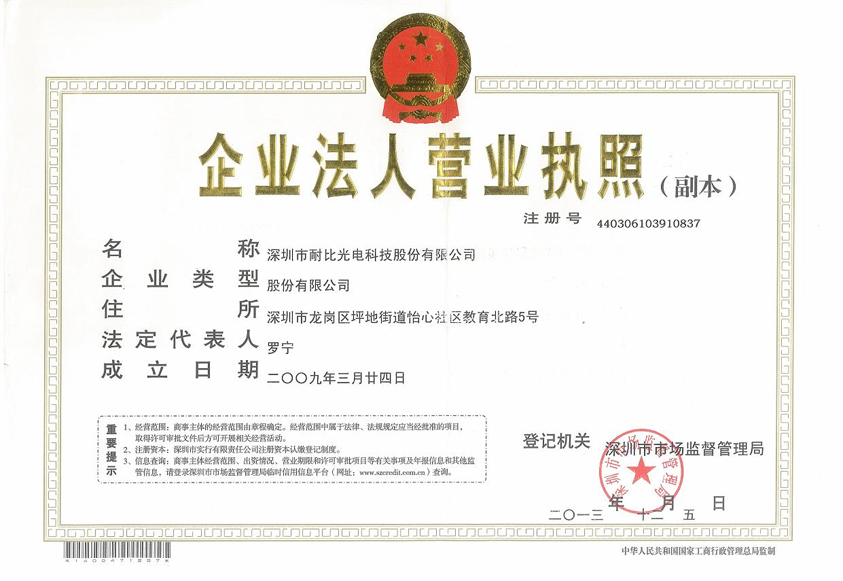 企业法人营业执照（副本）
注册号 440306103910837
名称 深圳市耐比光电科技股份有限公司
企业类型 股份有限公司
住所 深圳市龙岗区坪地街道怡心社区教育北路5号
法定代表人 罗宁
成立日期 二〇〇九年三月廿四日
重要提示
1、经营范围：商事主体的经营范围由章程确定。经营范围中属于法律、法规规定应当经批准的项目，
取得许可审批文件后方可开展相关经营活动。
2、注册资本：深圳市实行有限责任公司注册资本认缴登记制度。
3、信息查询：商事主体经营范围、出资情况、营业期限和许可审批项目等有关事项及年报信息和其他监
管信息，请登录深圳市市场监督管理局临时信用信息平台（网址：www.szcredit.com.cn）查询。
登记机关 深圳市市场监督管理局
二〇一三年十二月五日
中华人民共和国国家工商行政管理总局监制